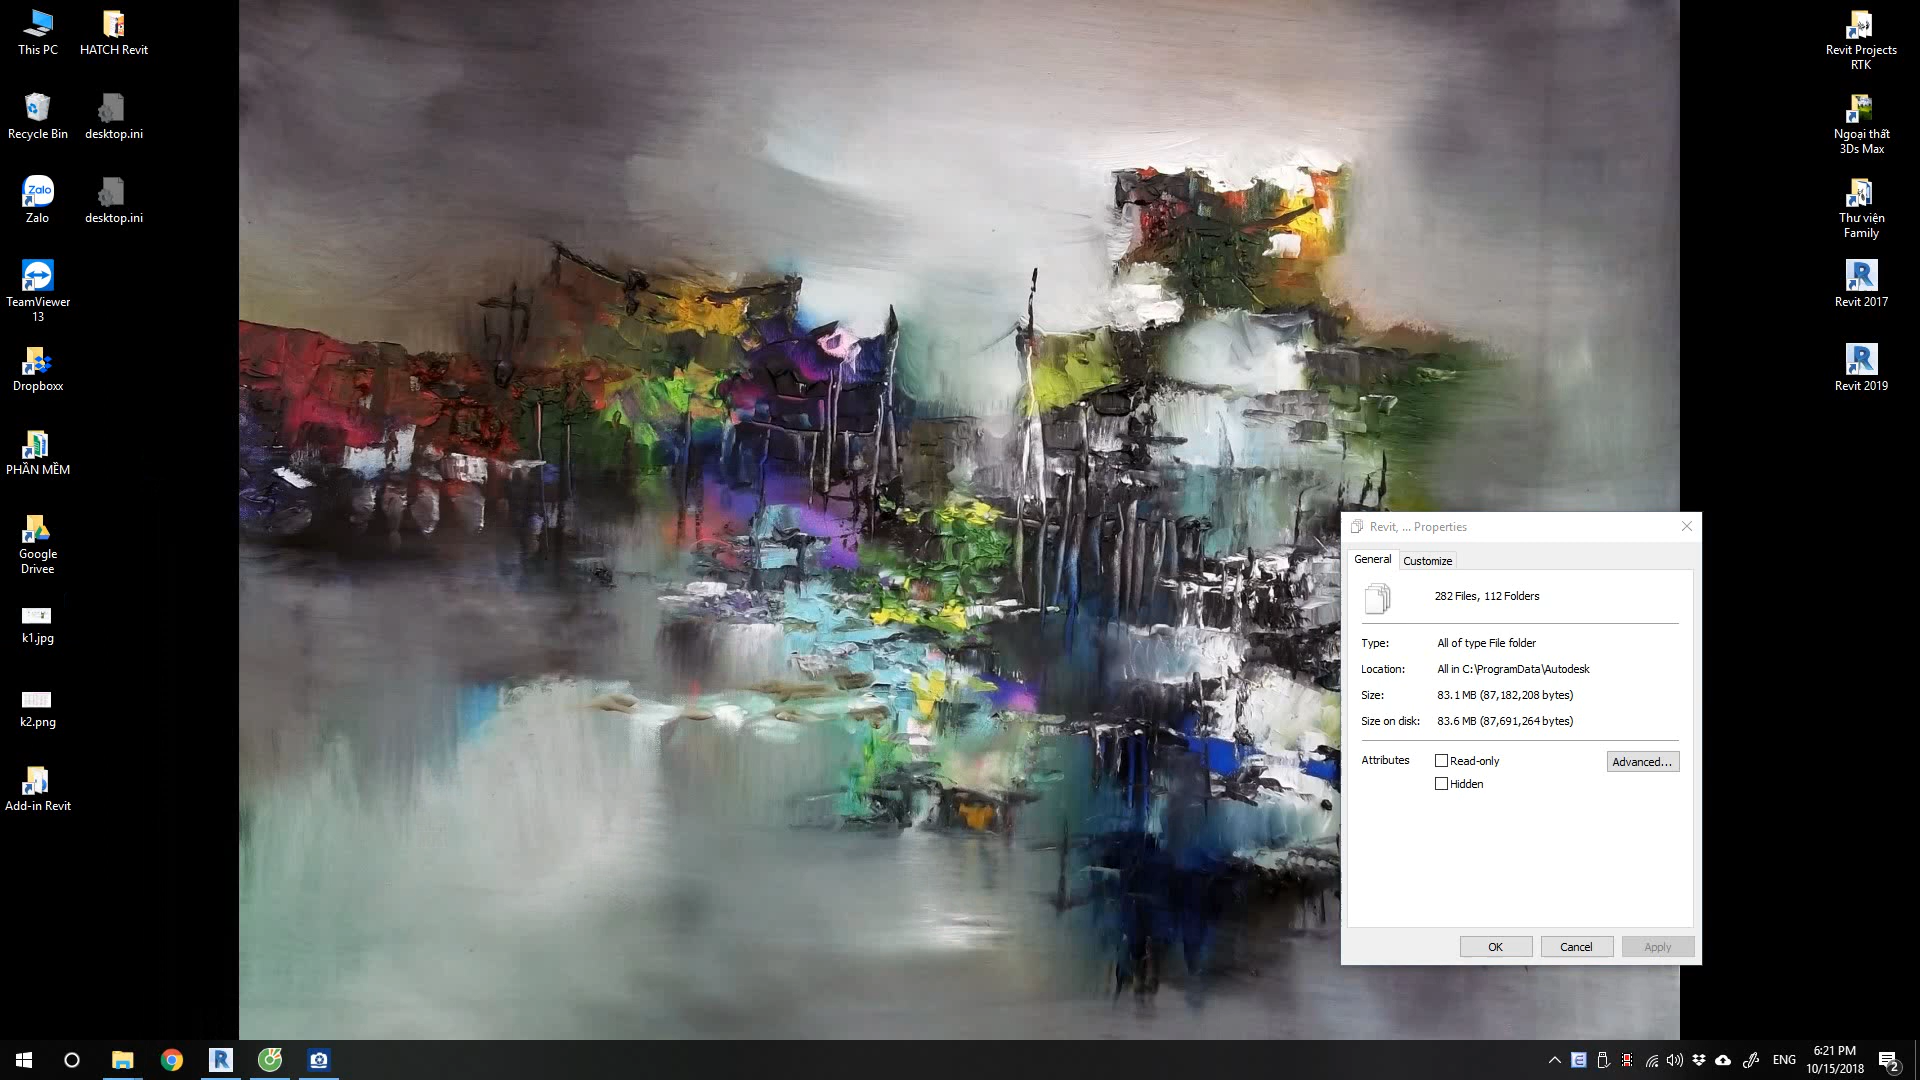 This PC
HATCH Revit
Recycle Bin
desktop.ini
Zalo
Zalo
desktop.ini
TeamViewer
13
Dropboxx
PHẦN MỀM
Google
Drivee
k1.jpg
k2.png
Add-in Revit
Revit Projects
RTK
Ngoại thất
3Ds Max
Thư viện
Family
Revit 2017
Revit 2019
Revit, ... Properties
General
Customize
282 Files, 112 Folders
Type: All of type File folder
Location: All in C:\ProgramData\Autodesk
Size: 83.1 MB (87,182,208 bytes)
Size on disk: 83.6 MB (87,691,264 bytes)
Attributes
Read-only
Advanced...
Hidden
OK
Cancel
Apply
ENG
6:21 PM
10/15/2018
2